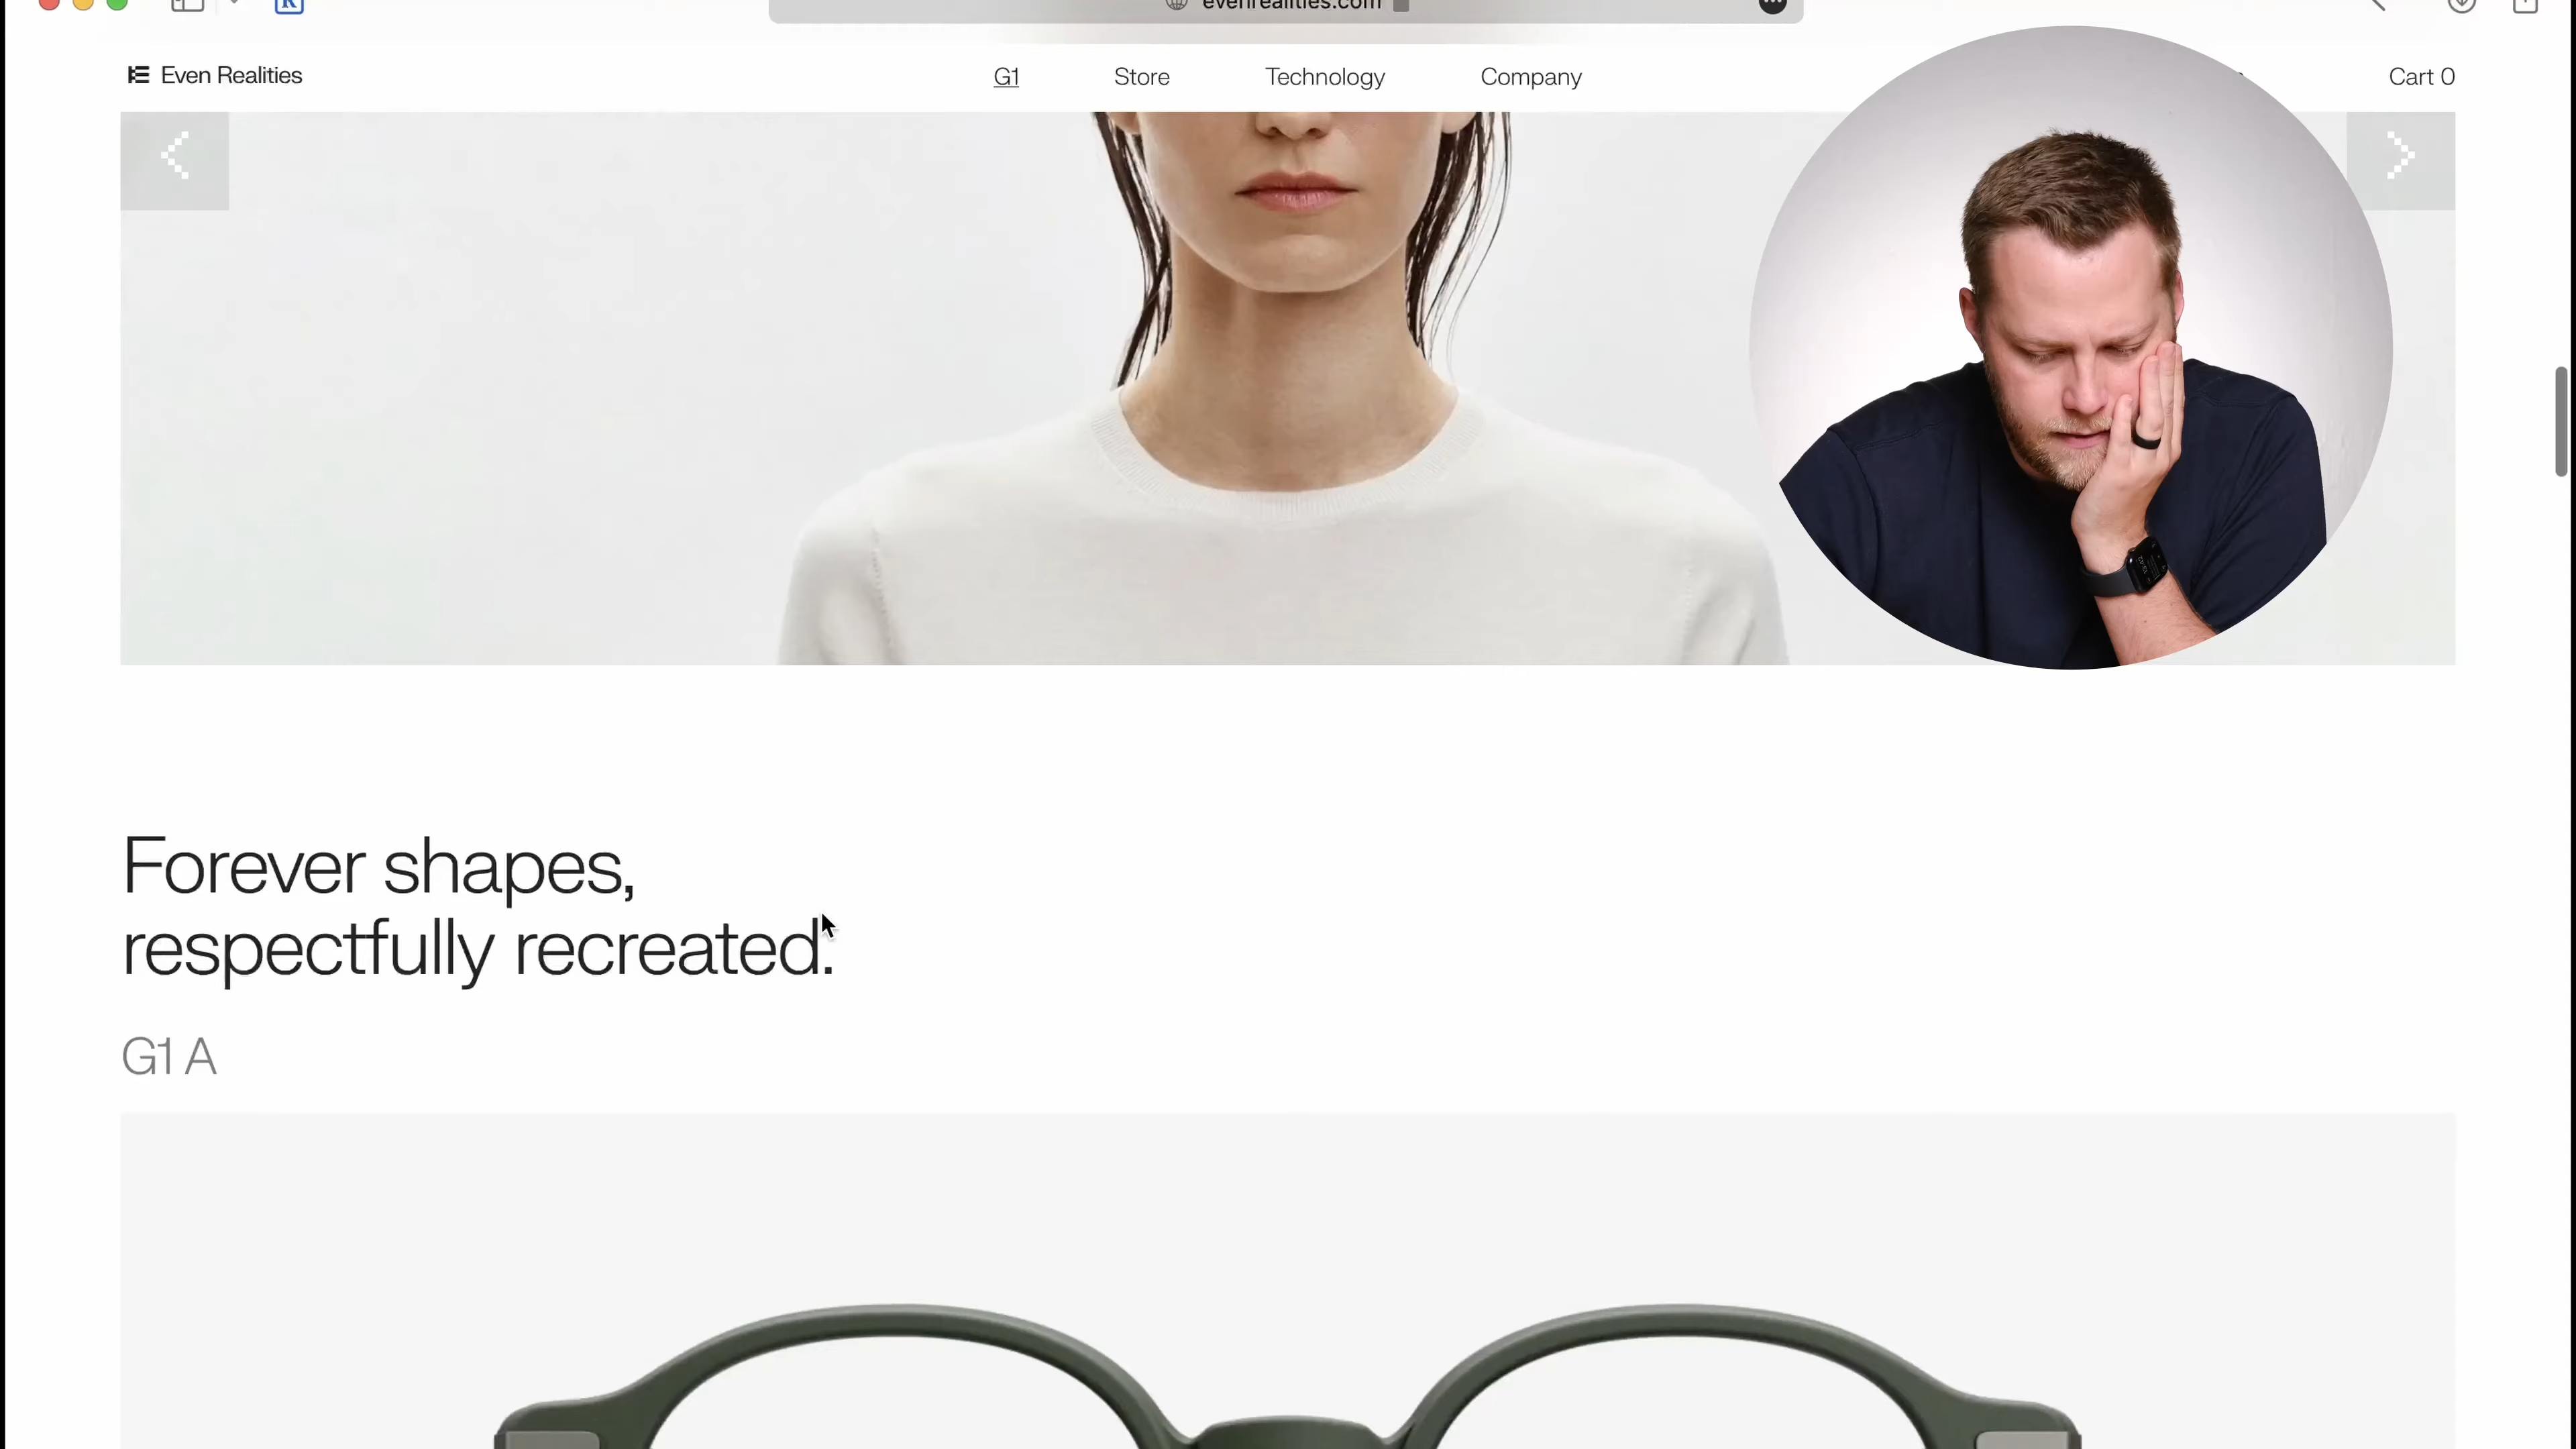 evenrealities.com
Even Realities
G1
Store
Technology
Company
Cart 0
Forever shapes,
respectfully recreated.
G1 A